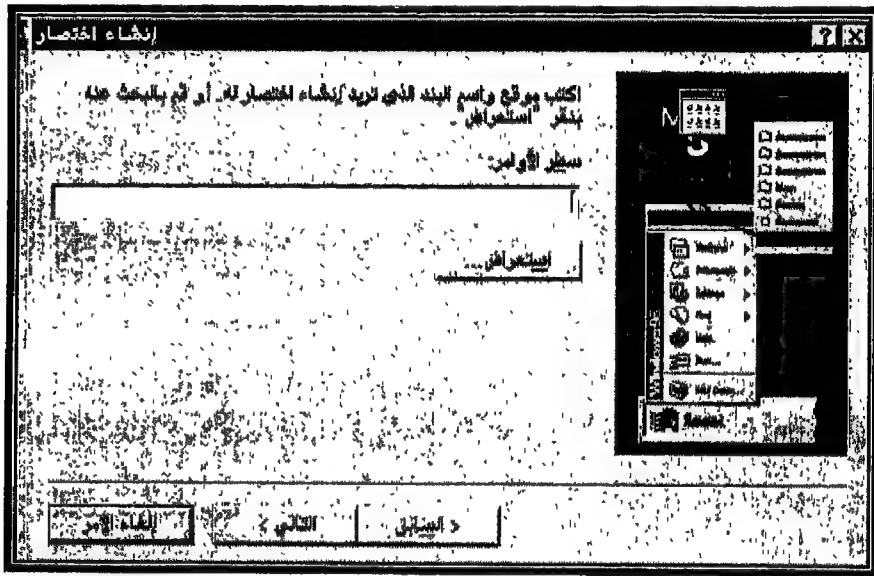 إنشاء اختصار
اكتب موقع واسم البند الذي تريد إنشاء اختصار له. أو قم بالبحث عنه
بنقر "استعراض".
سطر الأوامر:
استعراض...
< السابق
التالي >
إلغاء الأمر